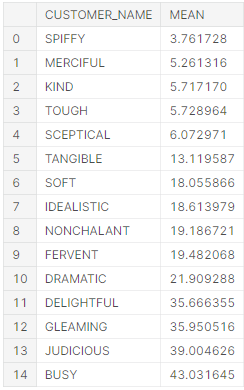 CUSTOMER_NAME MEAN
0 SPIFFY 3.761728
1 MERCIFUL 5.261316
2 KIND 5.717170
3 TOUGH 5.728964
4 SCEPTICAL 6.072971
5 TANGIBLE 13.119587
6 SOFT 18.055866
7 IDEALISTIC 18.613979
8 NONCHALANT 19.186721
9 FERVENT 19.482068
10 DRAMATIC 21.909288
11 DELIGHTFUL 35.666355
12 GLEAMING 35.950516
13 JUDICIOUS 39.004626
14 BUSY 43.031645